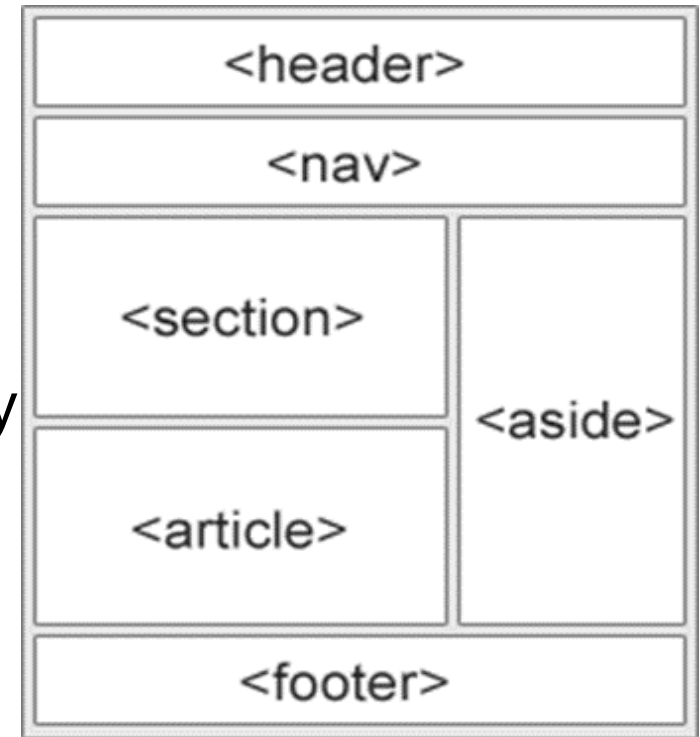 <header>
<nav>
<section>
y
<aside>
<article>
<footer>